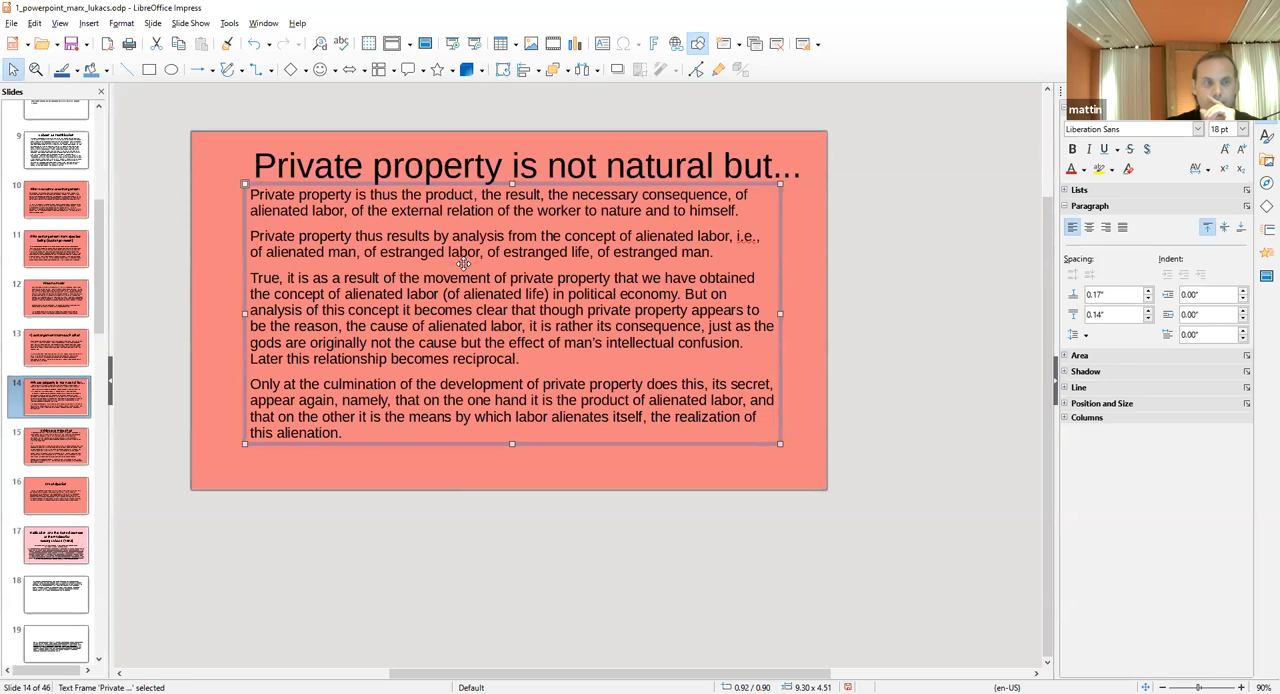 1_powerpoint_marx_lukacs.odp - LibreOffice Impress
File Edit View Insert Format Slide Slide Show Tools Window Help
Slides
mattin
Liberation Sans 18 pt
Lists
Paragraph
Spacing: Indent:
0.17" 0.00"
0.14" 0.00"
0.00"
Area
Shadow
Line
Position and Size
Columns
9
10
11
12
13
14
15
16
17
18
19
Private property is not natural but...
Private property is thus the product, the result, the necessary consequence, of
alienated labor, of the external relation of the worker to nature and to himself.
Private property thus results by analysis from the concept of alienated labor, i.e.,
of alienated man, of estranged labor, of estranged life, of estranged man.
True, it is as a result of the movement of private property that we have obtained
the concept of alienated labor (of alienated life) in political economy. But on
analysis of this concept it becomes clear that though private property appears to
be the reason, the cause of alienated labor, it is rather its consequence, just as the
gods are originally not the cause but the effect of man's intellectual confusion.
Later this relationship becomes reciprocal.
Only at the culmination of the development of private property does this, its secret,
appear again, namely, that on the one hand it is the product of alienated labor, and
that on the other it is the means by which labor alienates itself, the realization of
this alienation.
Slide 14 of 46 Text Frame 'Private ...' selected Default 0.92 / 0.90 9.30 x 4.51 (en-US) 90%